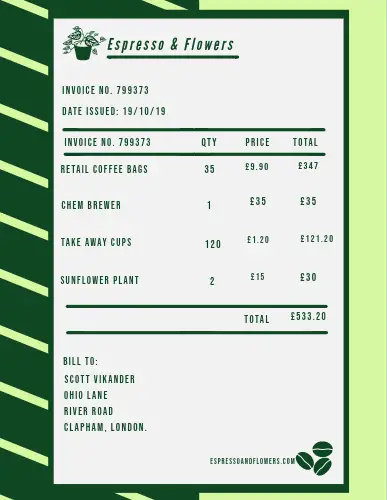 Espresso & Flowers
INVOICE NO. 799373
DATE ISSUED: 19/10/19
INVOICE NO. 799373 QTY PRICE TOTAL
RETAIL COFFEE BAGS 35 £9.90 £347
CHEM BREWER 1 £35 £35
TAKE AWAY CUPS 120 £1.20 £121.20
SUNFLOWER PLANT 2 £15 £30
TOTAL £533.20
BILL TO:
SCOTT VIKANDER
OHIO LANE
RIVER ROAD
CLAPHAM, LONDON.
ESPRESSOANDFLOWERS.COM